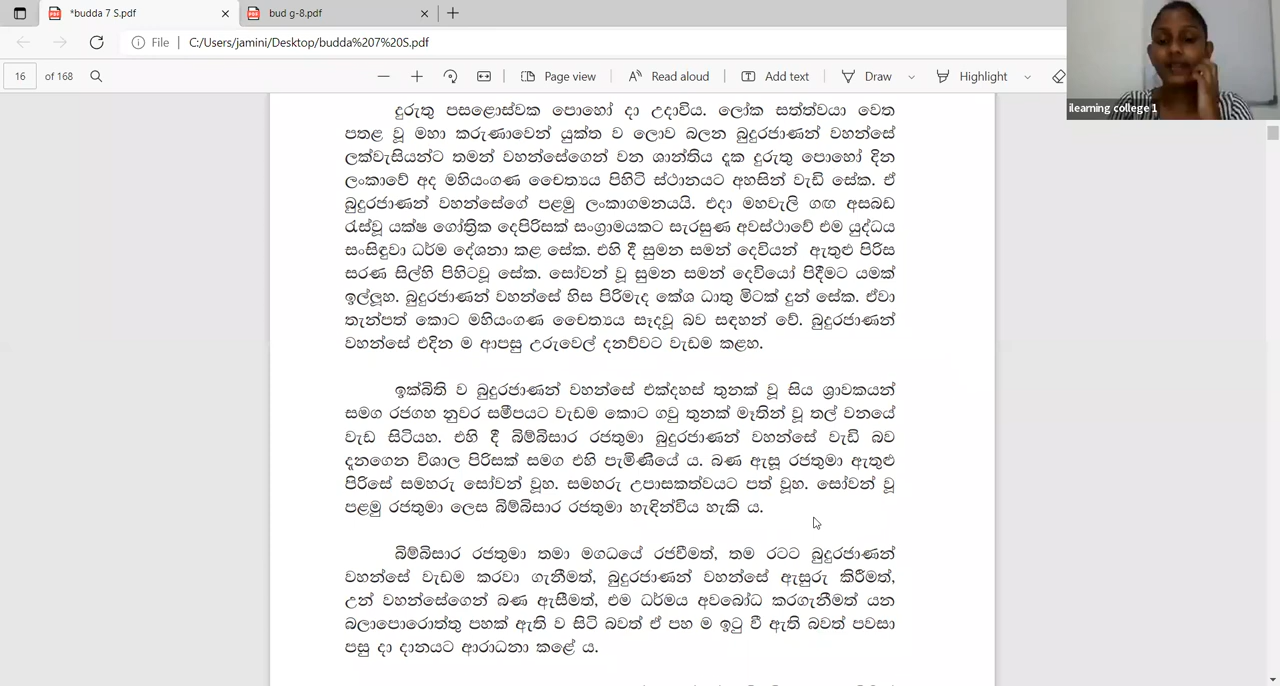 *budda 7 S.pdf
bud g-8.pdf
File
C:/Users/jamini/Desktop/budda%207%20S.pdf
16 of 168
Page view
Read aloud
Add text
Draw
Highlight
ilearning college 1
දුරුතු පසළොස්වක පොහෝ දා උදාවිය. ලෝක සත්ත්වයා වෙත
පතළ වූ මහා කරුණාවෙන් යුක්ත ව ලොව බලන බුදුරජාණන් වහන්සේ
ලක්වැසියන්ට තමන් වහන්සේගෙන් වන ශාන්තිය දැක දුරුතු පොහෝ දින
ලංකාවේ අද මහියංගණ චෛත්‍යය පිහිටි ස්ථානයට අහසින් වැඩි සේක. ඒ
බුදුරජාණන් වහන්සේගේ පළමු ලංකාගමනයයි. එදා මහවැලි ගඟ අසබඩ
රැස්වූ යක්ෂ ගෝත්‍රික දෙපිරිසක් සංග්‍රාමයකට සැරසුණ අවස්ථාවේ එම යුද්ධය
සංසිඳුවා ධර්ම දේශනා කළ සේක. එහි දී සුමන සමන් දෙවියන් ඇතුළු පිරිස
සරණ සිල්හි පිහිටවූ සේක. සෝවන් වූ සුමන සමන් දෙවියෝ පිදීමට යමක්
ඉල්ලූහ. බුදුරජාණන් වහන්සේ හිස පිරිමැද කේශ ධාතු මිටක් දුන් සේක. ඒවා
තැන්පත් කොට මහියංගණ චෛත්‍යය සෑදවූ බව සඳහන් වේ. බුදුරජාණන්
වහන්සේ එදින ම ආපසු උරුවෙල් දනව්වට වැඩම කළහ.
ඉක්බිති ව බුදුරජාණන් වහන්සේ එක්දහස් තුනක් වූ සිය ශ්‍රාවකයන්
සමග රජගහ නුවර සමීපයට වැඩම කොට ගවු තුනක් මෑතින් වූ තල් වනයේ
වැඩ සිටියහ. එහි දී බිම්බිසාර රජතුමා බුදුරජාණන් වහන්සේ වැඩි බව
දැනගෙන විශාල පිරිසක් සමග එහි පැමිණියේ ය. බණ ඇසූ රජතුමා ඇතුළු
පිරිසේ සමහරු සෝවන් වූහ. සමහරු උපාසකත්වයට පත් වූහ. සෝවන් වූ
පළමු රජතුමා ලෙස බිම්බිසාර රජතුමා හැඳින්විය හැකි ය.
බිම්බිසාර රජතුමා තමා මගධයේ රජවීමත්, තම රටට බුදුරජාණන්
වහන්සේ වැඩම කරවා ගැනීමත්, බුදුරජාණන් වහන්සේ ඇසුරු කිරීමත්,
උන් වහන්සේගෙන් බණ ඇසීමත්, එම ධර්මය අවබෝධ කරගැනීමත් යන
බලාපොරොත්තු පහක් ඇති ව සිටි බවත් ඒ පහ ම ඉටු වී ඇති බවත් පවසා
පසු දා දානයට ආරාධනා කළේ ය.